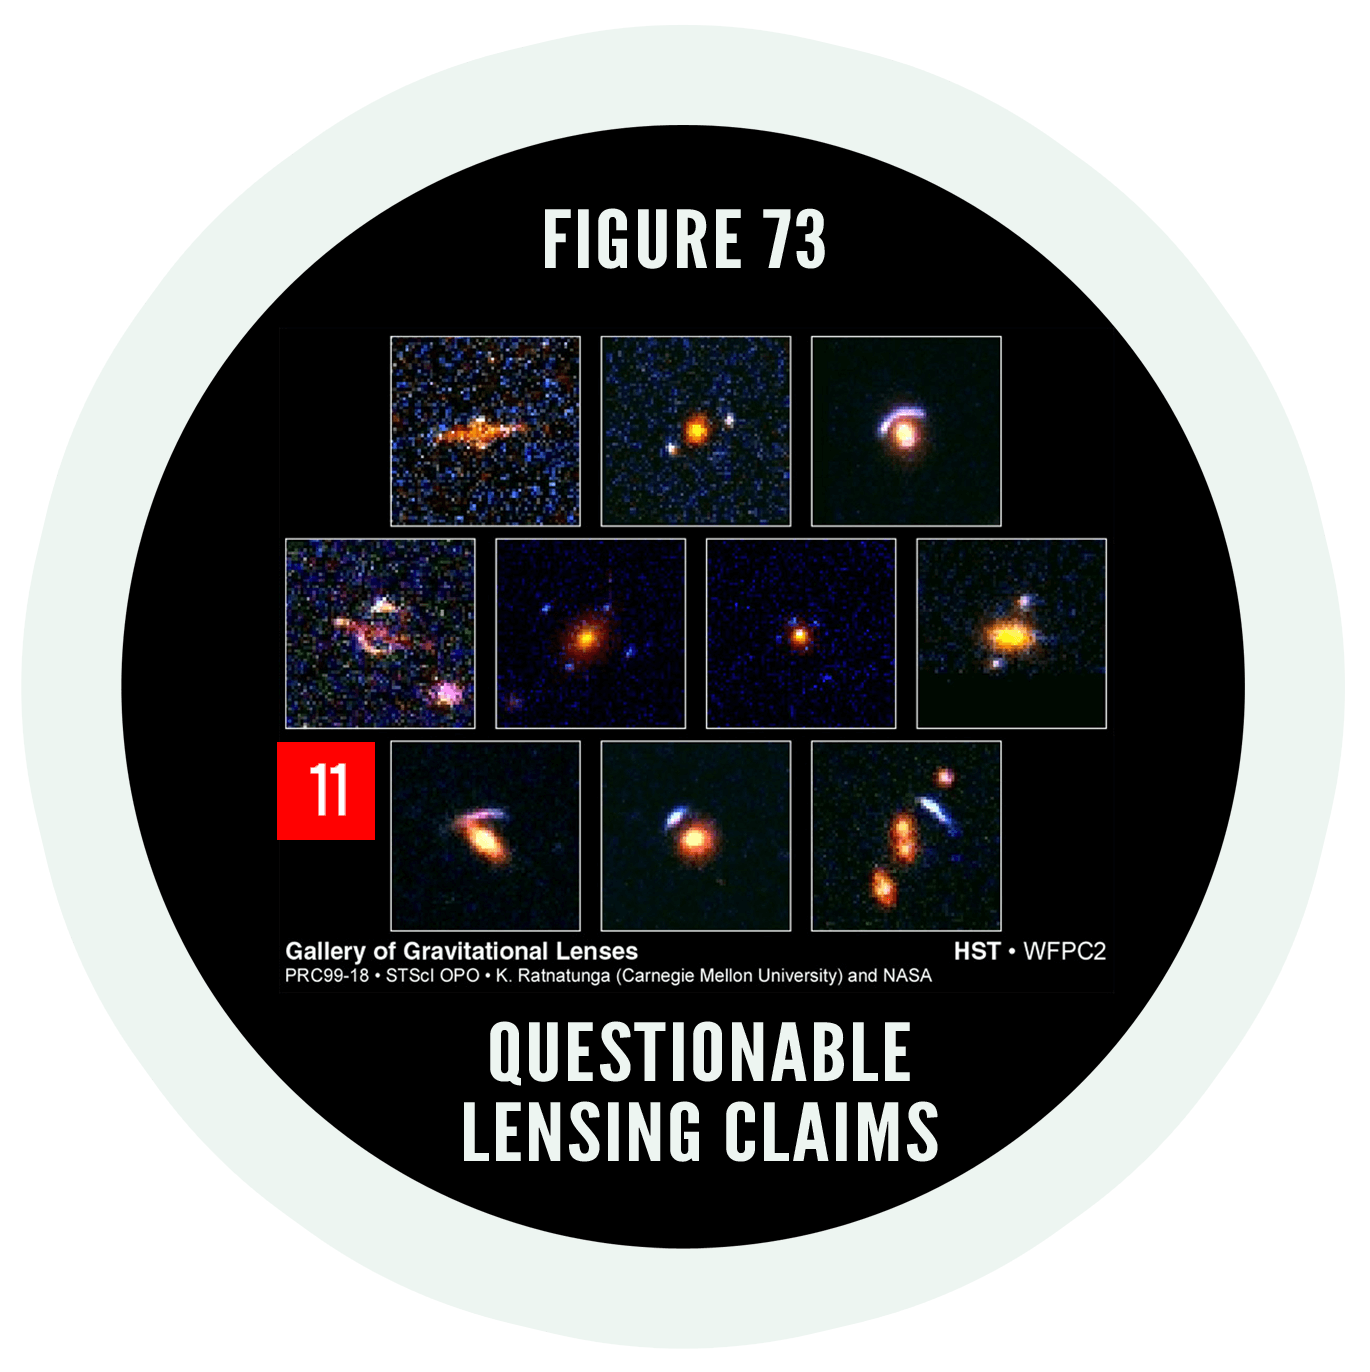 FIGURE 73
11
Gallery of Gravitational Lenses
HST • WFPC2
PRC99-18 • STScI OPO • K. Ratnatunga (Carnegie Mellon University) and NASA
QUESTIONABLE
LENSING CLAIMS